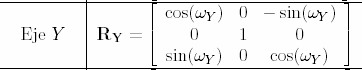 Eje Y R_Y = [ cos(ω_Y) 0 − sin(ω_Y)
0 1 0
sin(ω_Y) 0 cos(ω_Y) ]